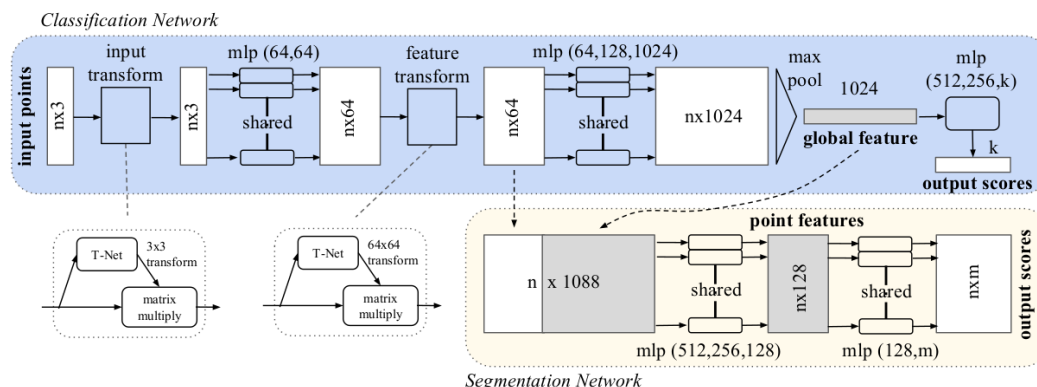 Classification Network
input points
nx3
input
transform
nx3
mlp (64,64)
shared
nx64
feature
transform
nx64
mlp (64,128,1024)
shared
nx1024
max
pool
1024
global feature
mlp
(512,256,k)
k
output scores
T-Net
3x3
transform
matrix
multiply
T-Net
64x64
transform
matrix
multiply
point features
n x 1088
shared
mlp (512,256,128)
nx128
shared
mlp (128,m)
nxm
output scores
Segmentation Network